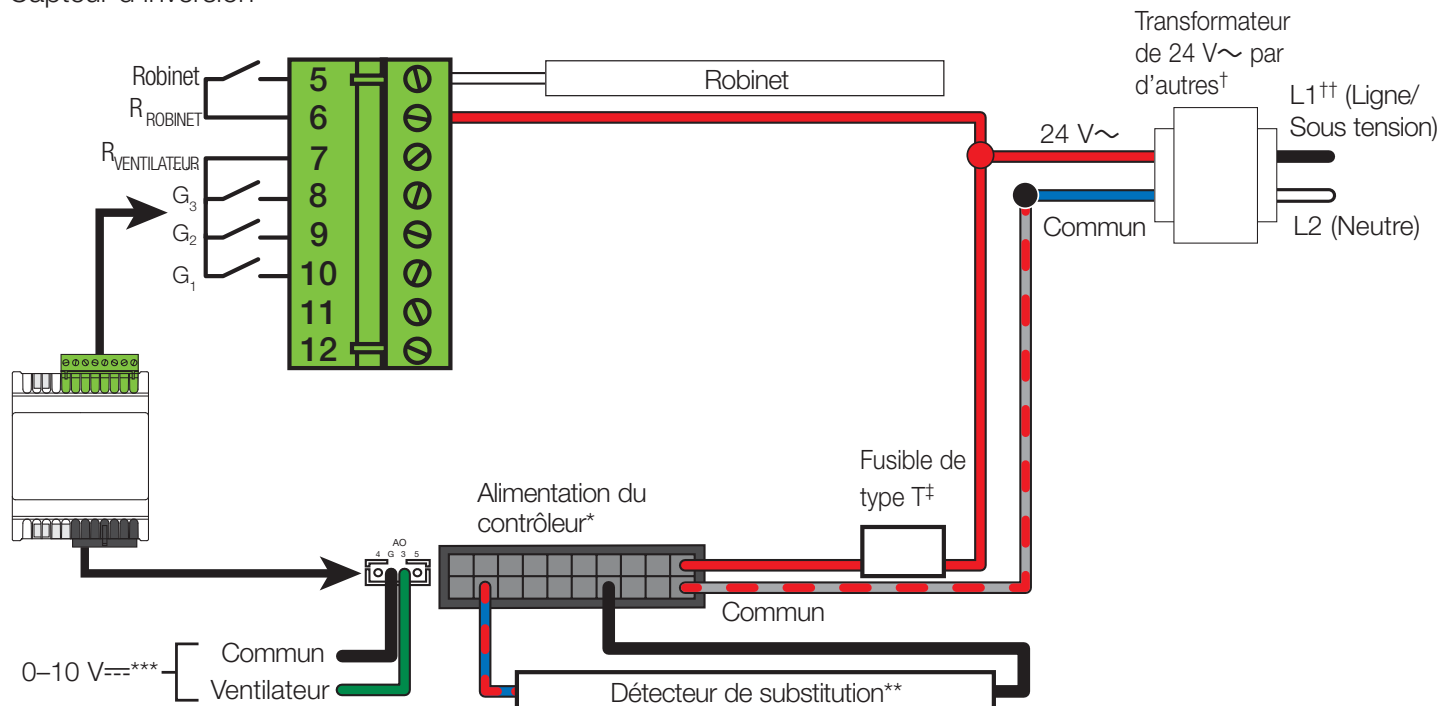 Capteur d'inversion
Transformateur
de 24 V～ par
d'autres†
L1†† (Ligne/
Sous tension)
24 V～
Commun
L2 (Neutre)
Robinet
R ROBINET
R VENTILATEUR
G3
G2
G1
5
6
7
8
9
10
11
12
Robinet
Fusible de
type T‡
Alimentation du
contrôleur*
AO
4 G 3 5
Commun
0–10 V⎓***
Commun
Ventilateur
Détecteur de substitution**